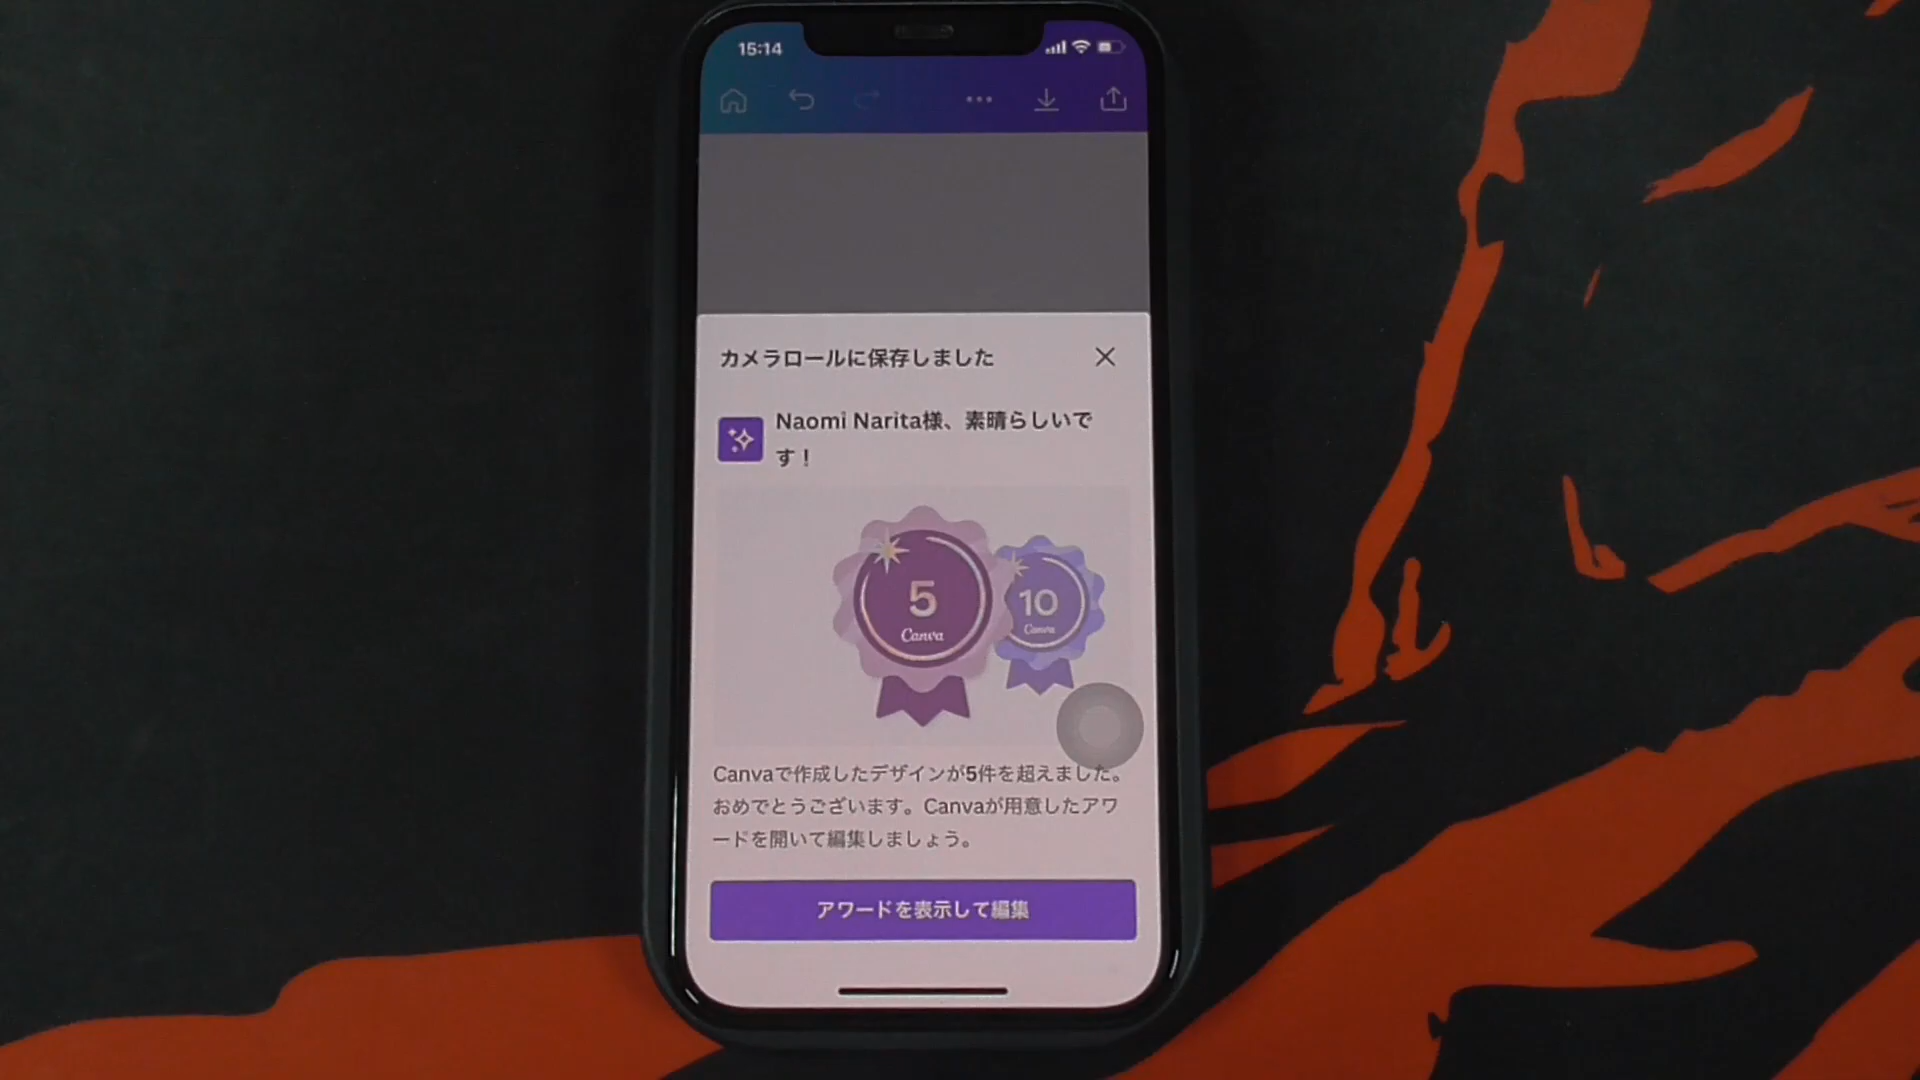 15:14
カメラロールに保存しました
Naomi Narita様、素晴らしいで
す！
5
Canva
10
Canva
Canvaで作成したデザインが5件を超えました。
おめでとうございます。Canvaが用意したアワ
ードを開いて編集しましょう。
アワードを表示して編集